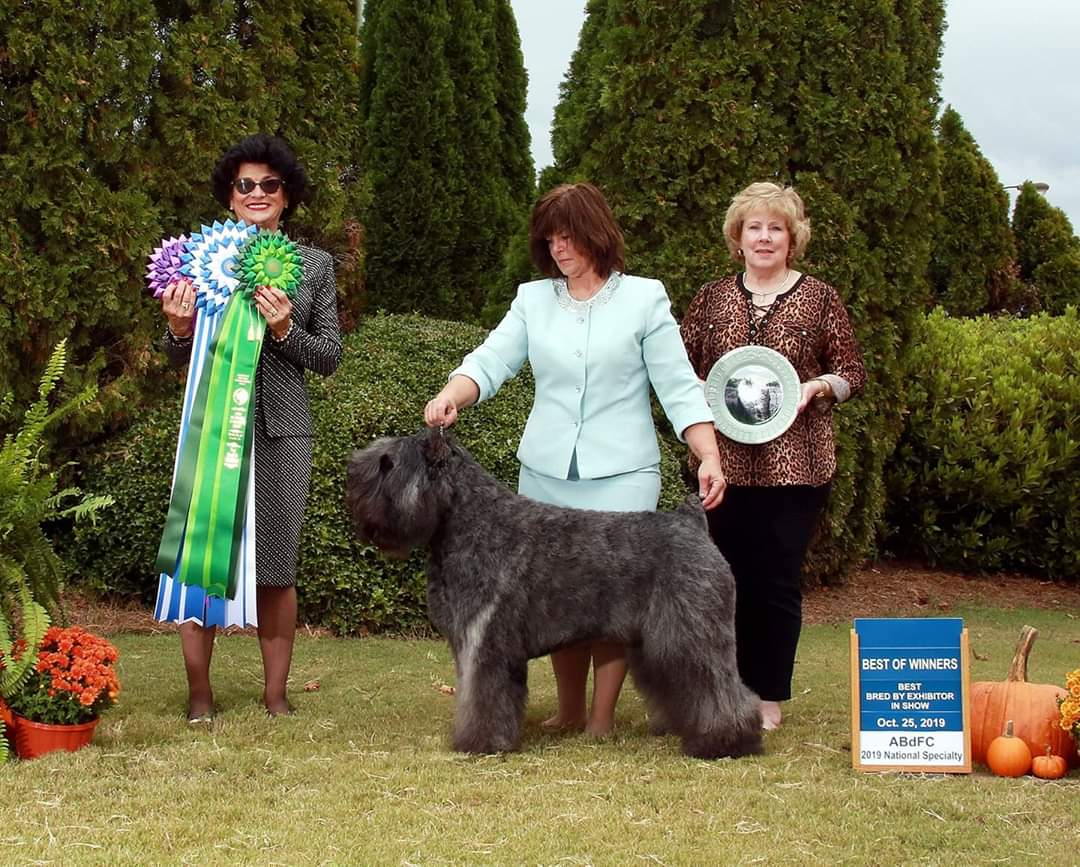 BEST OF WINNERS
BEST
BRED BY EXHIBITOR
IN SHOW
Oct. 25, 2019
ABdFC
2019 National Specialty